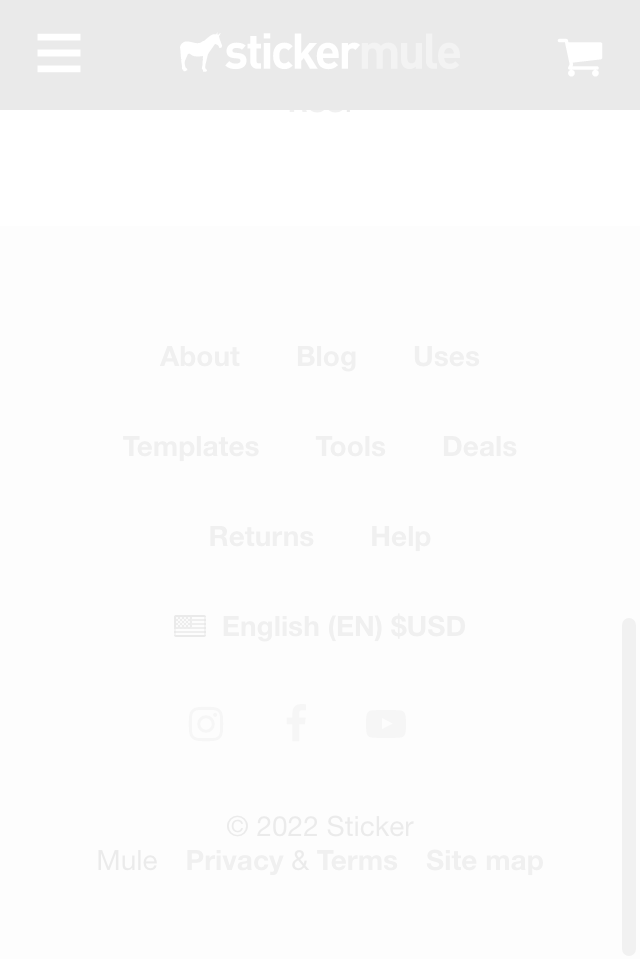 stickermule
About Blog Uses
Templates Tools Deals
Returns Help
English (EN) $USD
© 2022 Sticker
Mule Privacy & Terms Site map